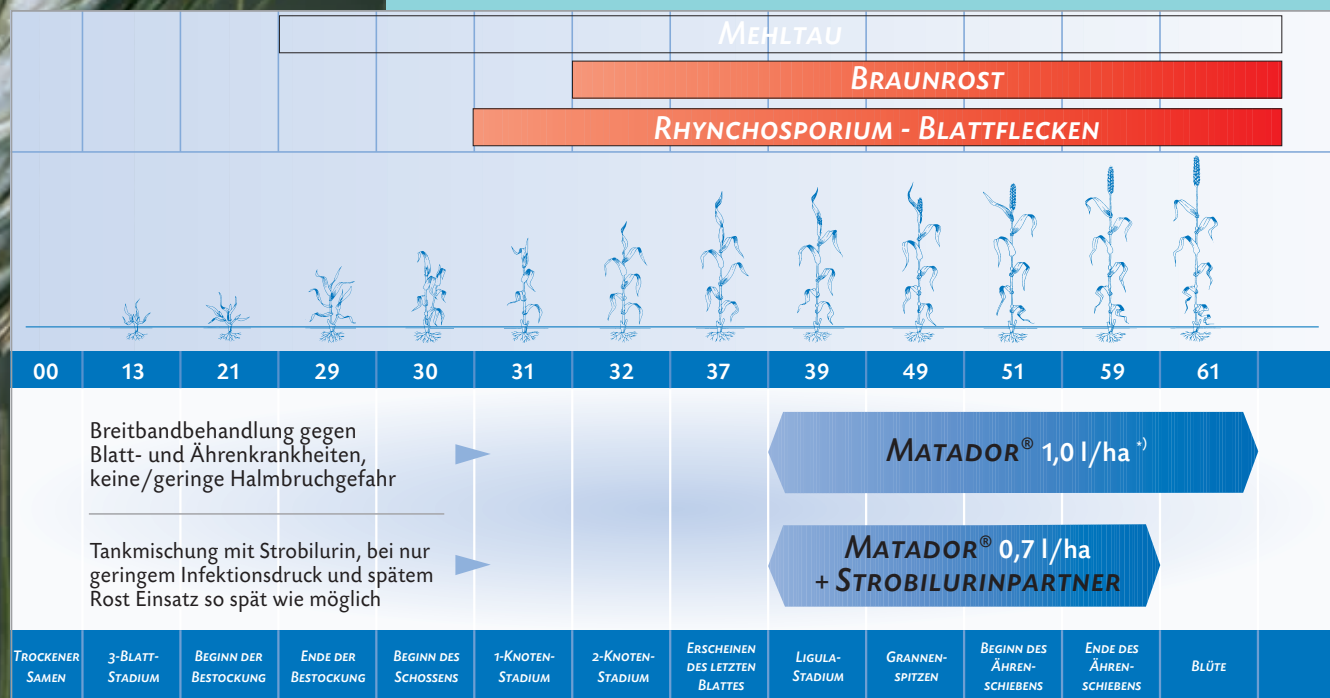 MEHLTAU
BRAUNROST
RHYNCHOSPORIUM - BLATTFLECKEN
00 13 21 29 30 31 32 37 39 49 51 59 61
Breitbandbehandlung gegen
Blatt- und Ährenkrankheiten,
keine/geringe Halmbruchgefahr
MATADOR® 1,0 l/ha *)
Tankmischung mit Strobilurin, bei nur
geringem Infektionsdruck und spätem
Rost Einsatz so spät wie möglich
MATADOR® 0,7 l/ha
+ STROBILURINPARTNER
TROCKENER
SAMEN
3-BLATT-
STADIUM
BEGINN DER
BESTOCKUNG
ENDE DER
BESTOCKUNG
BEGINN DES
SCHOSSENS
1-KNOTEN-
STADIUM
2-KNOTEN-
STADIUM
ERSCHEINEN
DES LETZTEN
BLATTES
LIGULA-
STADIUM
GRANNEN-
SPITZEN
BEGINN DES
ÄHREN-
SCHIEBENS
ENDE DES
ÄHREN-
SCHIEBENS
BLÜTE